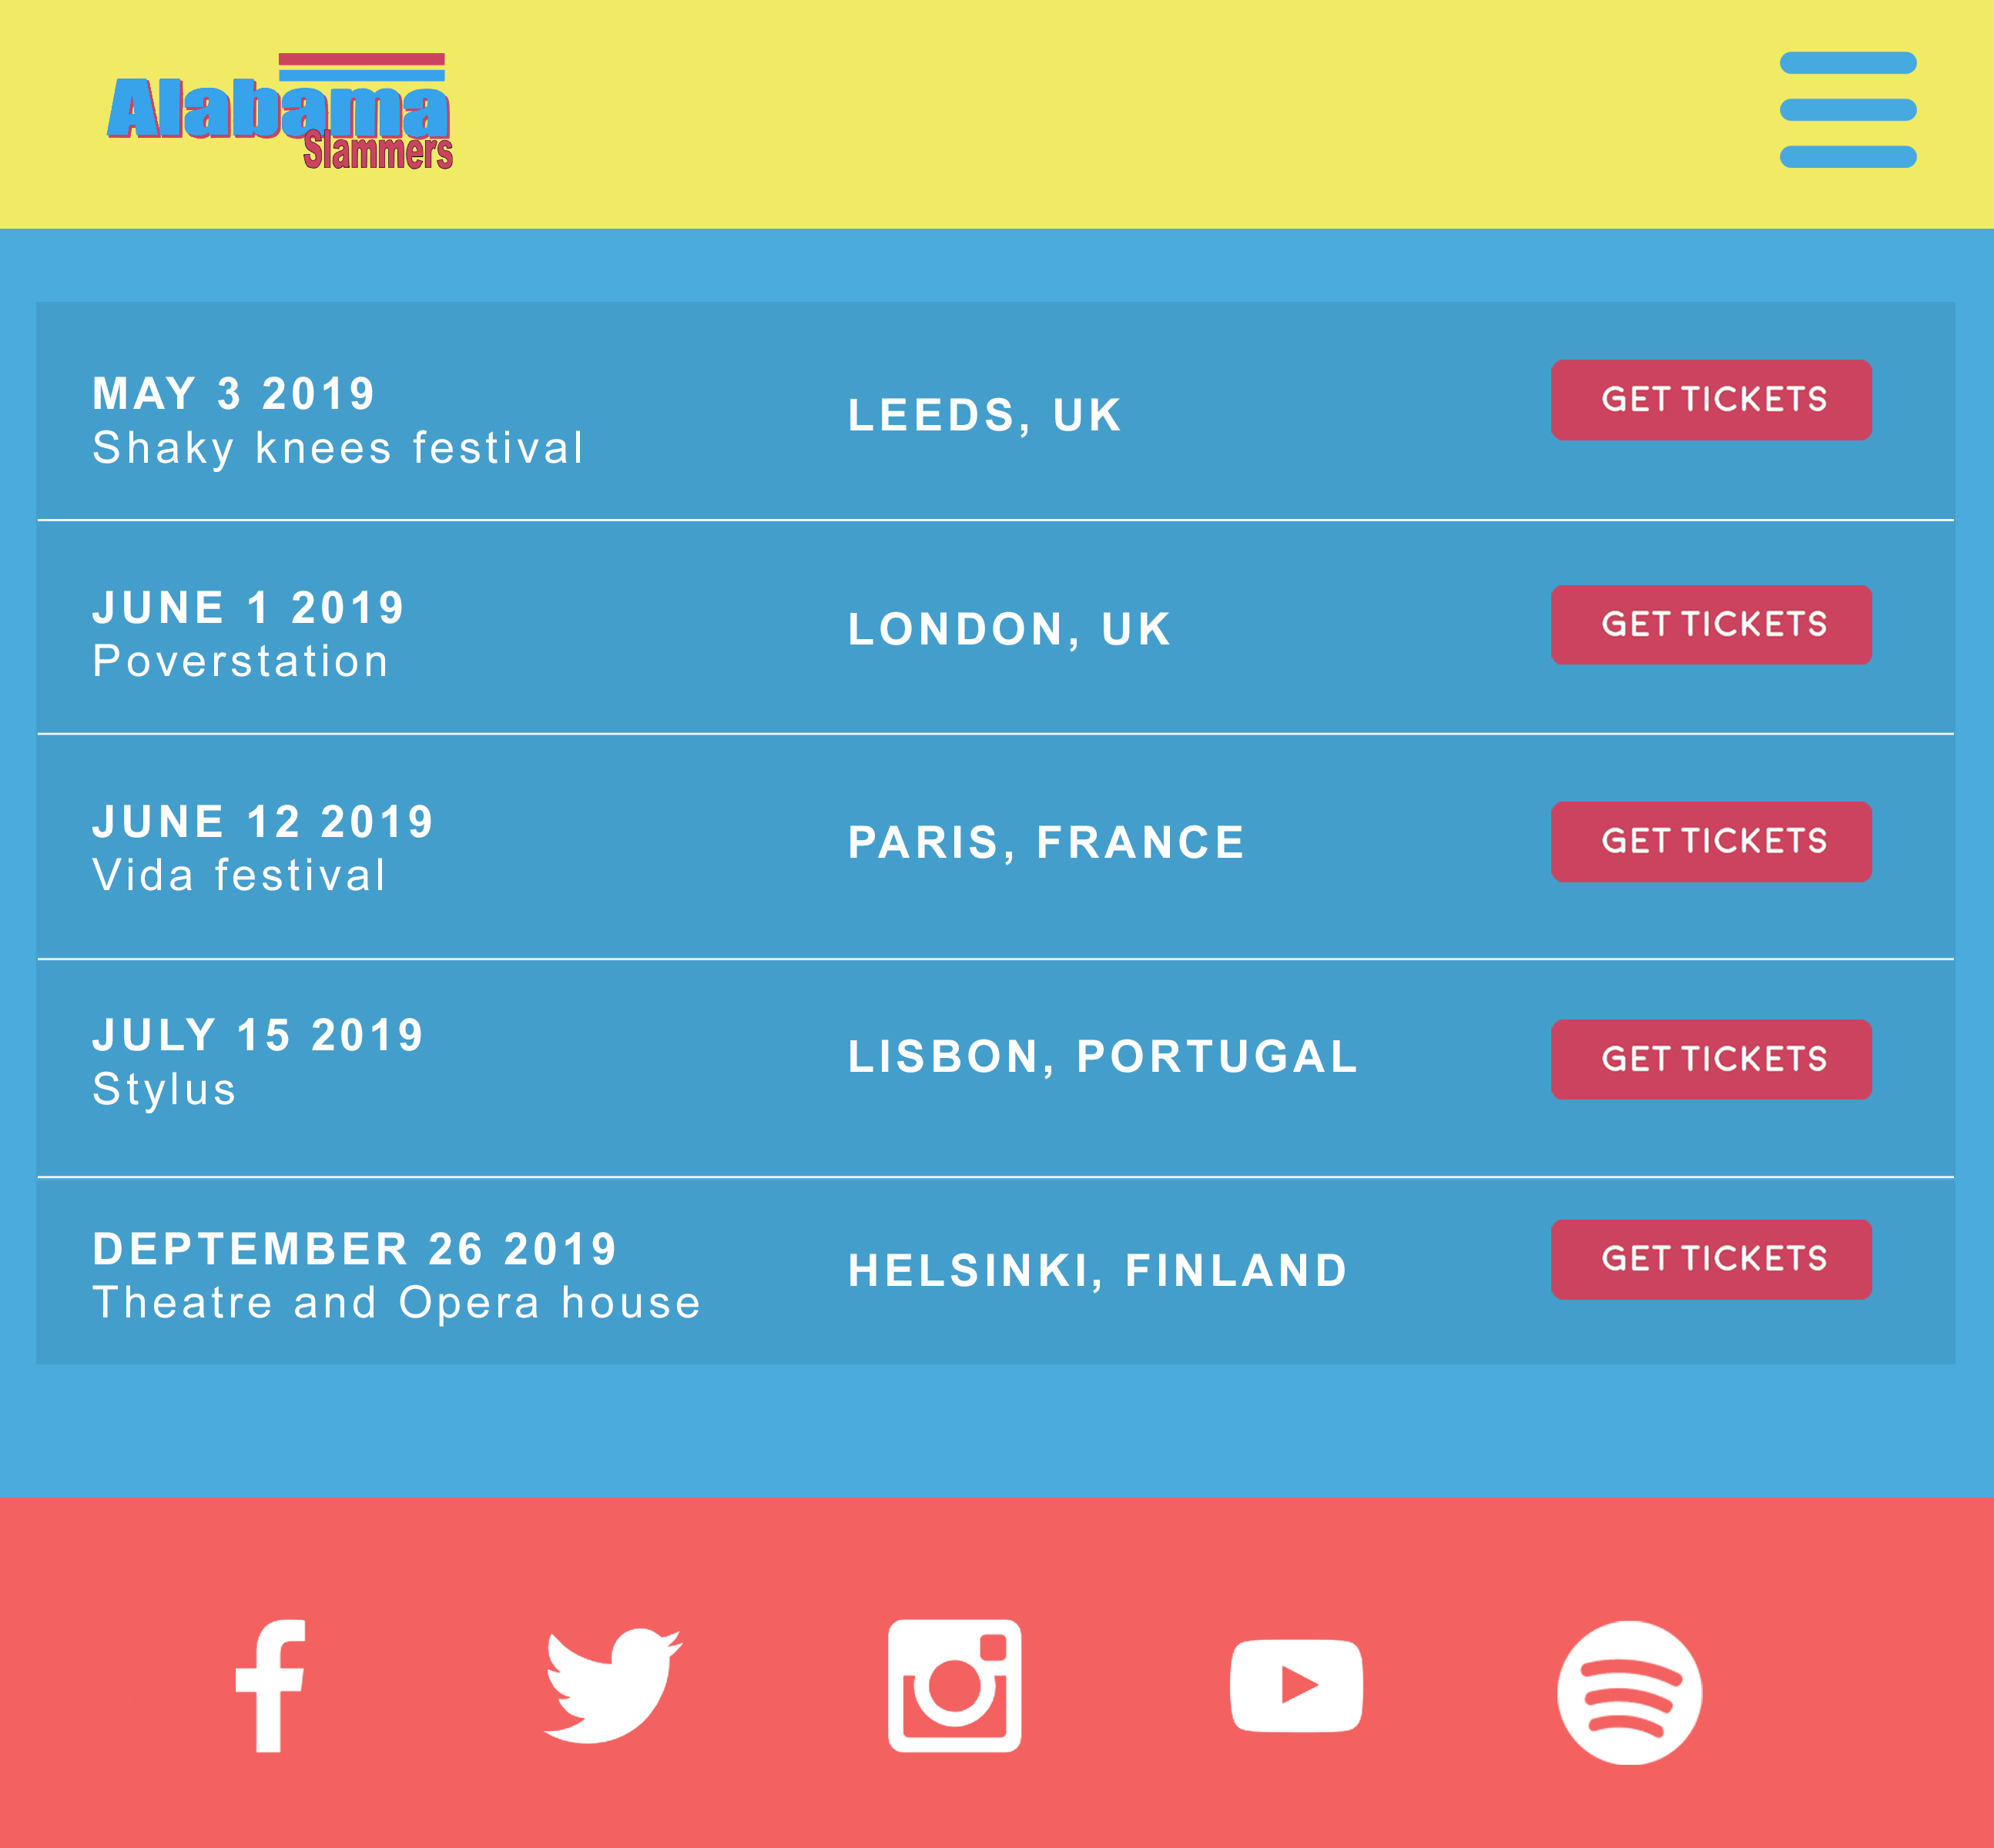 Alabama
Slammers
MAY 3 2019
Shaky knees festival
LEEDS, UK
GET TICKETS
JUNE 1 2019
Poverstation
LONDON, UK
GET TICKETS
JUNE 12 2019
Vida festival
PARIS, FRANCE
GET TICKETS
JULY 15 2019
Stylus
LISBON, PORTUGAL
GET TICKETS
DEPTEMBER 26 2019
Theatre and Opera house
HELSINKI, FINLAND
GET TICKETS